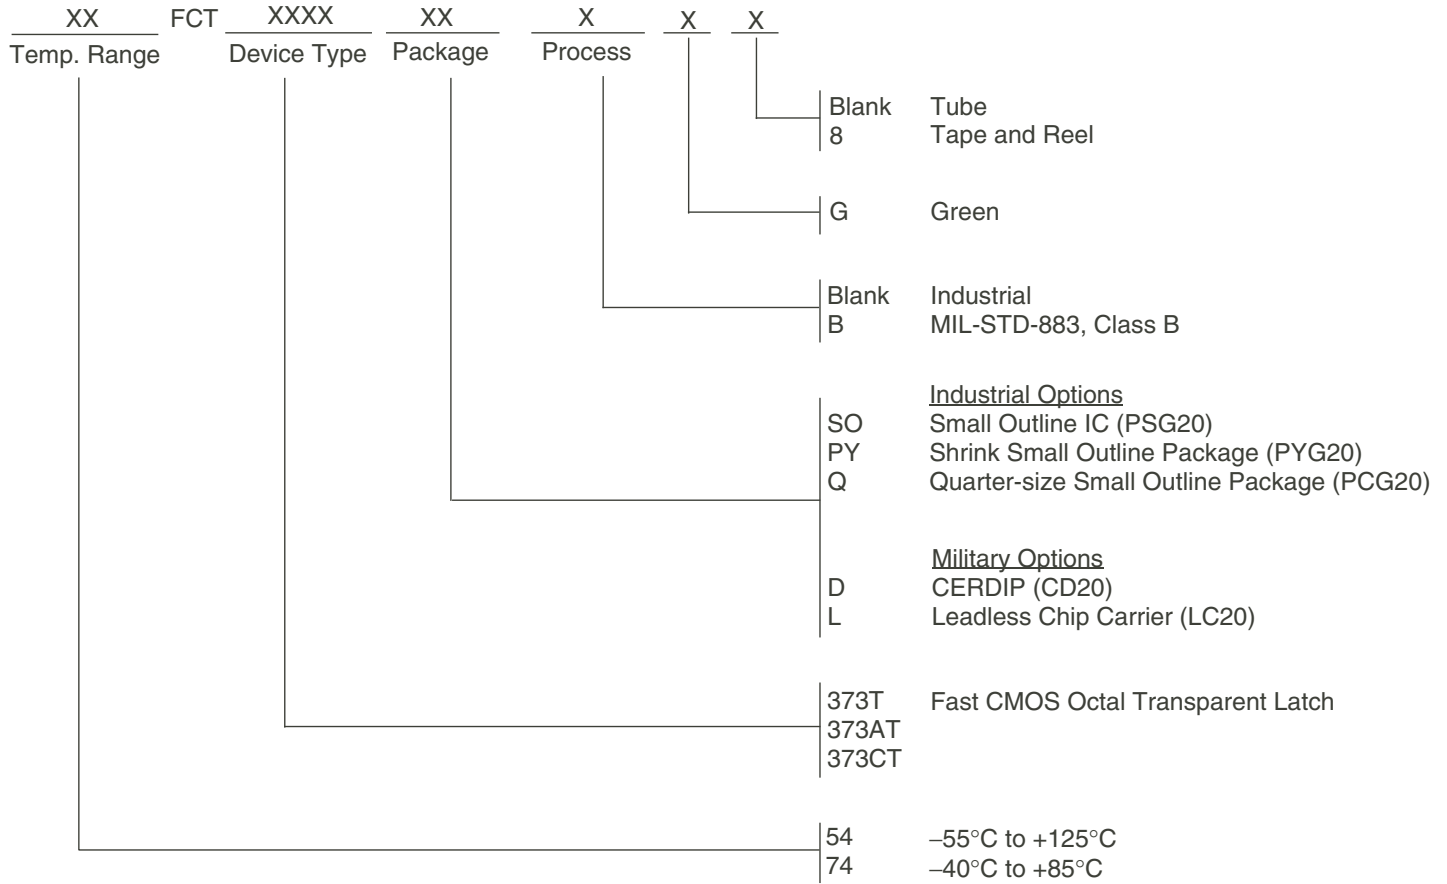 XX FCT XXXX XX X X X
Temp. Range Device Type Package Process
Blank Tube
8 Tape and Reel
G Green
Blank Industrial
B MIL-STD-883, Class B
Industrial Options
SO Small Outline IC (PSG20)
PY Shrink Small Outline Package (PYG20)
Q Quarter-size Small Outline Package (PCG20)
Military Options
D CERDIP (CD20)
L Leadless Chip Carrier (LC20)
373T Fast CMOS Octal Transparent Latch
373AT
373CT
54 –55°C to +125°C
74 –40°C to +85°C